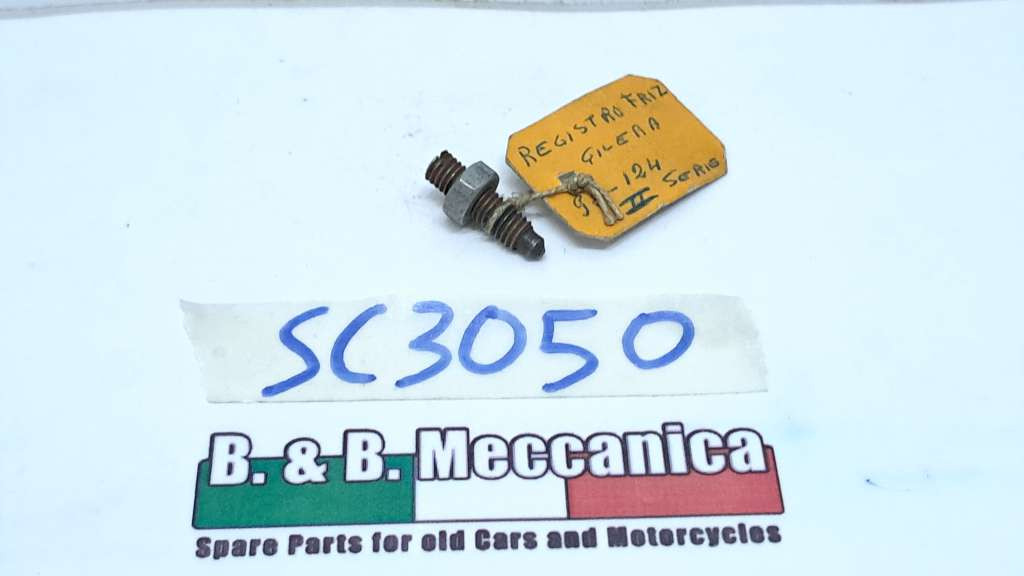 REGISTRO FRIZ
GILERA
124
II SERIE
SC3050
B. & B. Meccanica
Spare Parts for old Cars and Motorcycles